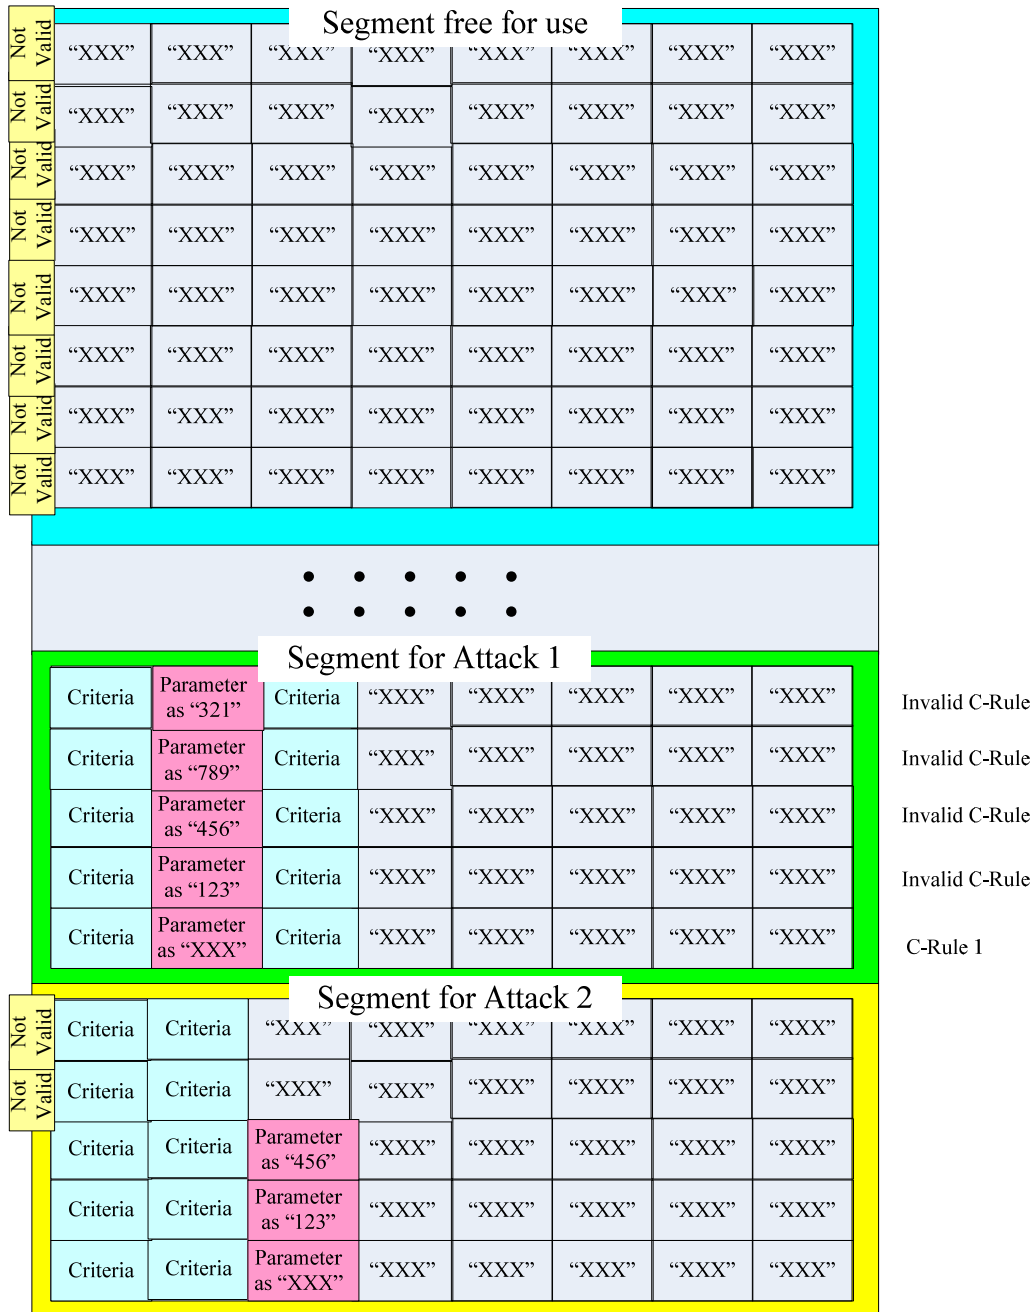 Segment free for use
Not Valid “XXX” “XXX” “XXX” “XXX” “XXX” “XXX” “XXX” “XXX”
Not Valid “XXX” “XXX” “XXX” “XXX” “XXX” “XXX” “XXX” “XXX”
Not Valid “XXX” “XXX” “XXX” “XXX” “XXX” “XXX” “XXX” “XXX”
Not Valid “XXX” “XXX” “XXX” “XXX” “XXX” “XXX” “XXX” “XXX”
Not Valid “XXX” “XXX” “XXX” “XXX” “XXX” “XXX” “XXX” “XXX”
Not Valid “XXX” “XXX” “XXX” “XXX” “XXX” “XXX” “XXX” “XXX”
Not Valid “XXX” “XXX” “XXX” “XXX” “XXX” “XXX” “XXX” “XXX”
Not Valid “XXX” “XXX” “XXX” “XXX” “XXX” “XXX” “XXX” “XXX”
Segment for Attack 1
Criteria Parameter as “321” Criteria “XXX” “XXX” “XXX” “XXX” “XXX” Invalid C-Rule
Criteria Parameter as “789” Criteria “XXX” “XXX” “XXX” “XXX” “XXX” Invalid C-Rule
Criteria Parameter as “456” Criteria “XXX” “XXX” “XXX” “XXX” “XXX” Invalid C-Rule
Criteria Parameter as “123” Criteria “XXX” “XXX” “XXX” “XXX” “XXX” Invalid C-Rule
Criteria Parameter as “XXX” Criteria “XXX” “XXX” “XXX” “XXX” “XXX” C-Rule 1
Segment for Attack 2
Not Valid Criteria Criteria “XXX” “XXX” “XXX” “XXX” “XXX” “XXX”
Not Valid Criteria Criteria “XXX” “XXX” “XXX” “XXX” “XXX” “XXX”
Criteria Criteria Parameter as “456” “XXX” “XXX” “XXX” “XXX” “XXX”
Criteria Criteria Parameter as “123” “XXX” “XXX” “XXX” “XXX” “XXX”
Criteria Criteria Parameter as “XXX” “XXX” “XXX” “XXX” “XXX” “XXX”